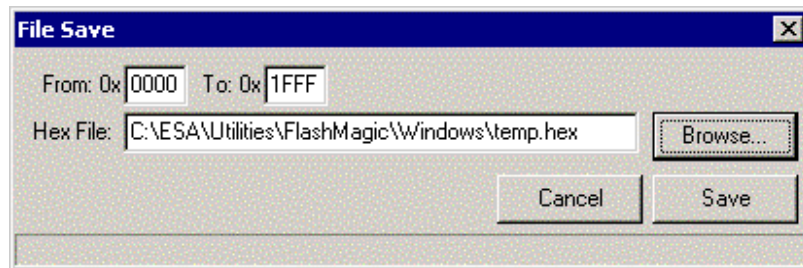 File Save
From: 0x 0000 To: 0x 1FFF
Hex File: C:\ESA\Utilities\FlashMagic\Windows\temp.hex Browse...
Cancel Save